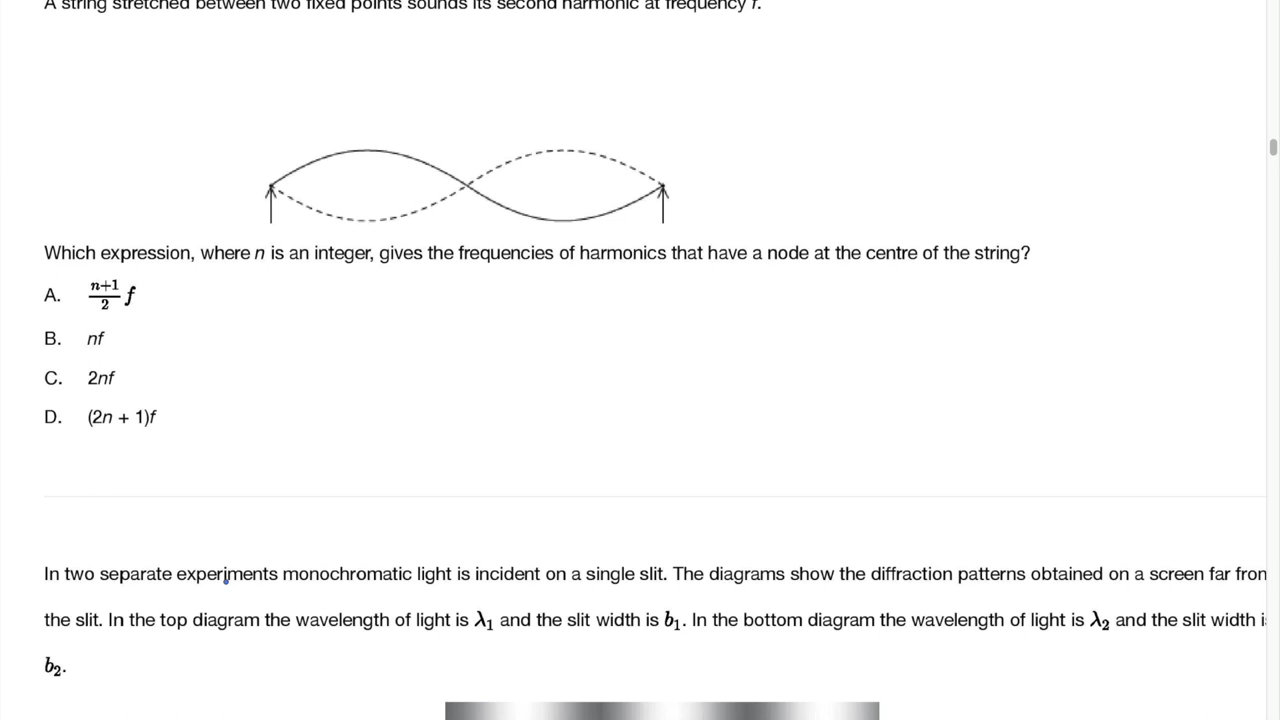 A string stretched between two fixed points sounds its second harmonic at frequency f.
Which expression, where n is an integer, gives the frequencies of harmonics that have a node at the centre of the string?
A. n+1/2 f
B. nf
C. 2nf
D. (2n + 1)f
In two separate experiments monochromatic light is incident on a single slit. The diagrams show the diffraction patterns obtained on a screen far
the slit. In the top diagram the wavelength of light is λ₁ and the slit width is b₁. In the bottom diagram the wavelength of light is λ₂ and the slit width
b₂.